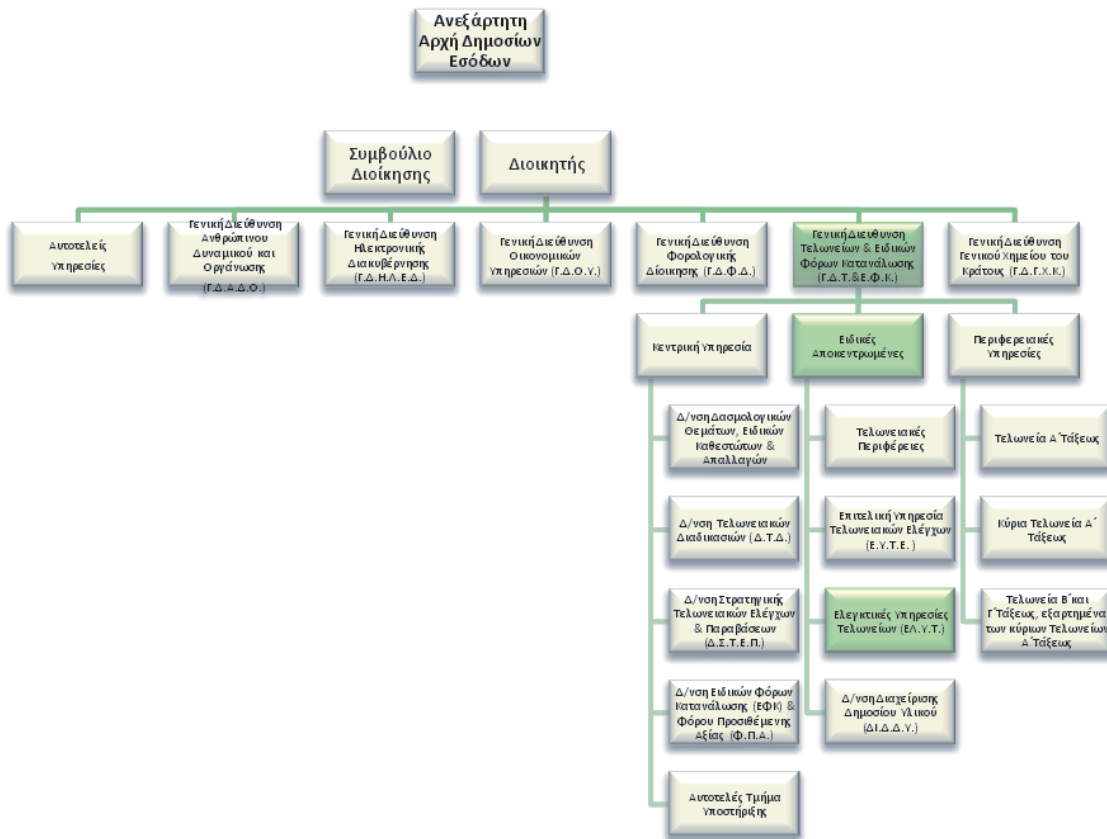 Ανεξάρτητη
Αρχή Δημοσίων
Εσόδων
Συμβούλιο
Διοίκησης
Διοικητής
Αυτοτελείς
Υπηρεσίες
Γενική Διεύθυνση
Ανθρώπινου
Δυναμικού και
Οργάνωσης
(Γ.Δ.Α.Δ.Ο.)
Γενική Διεύθυνση
Ηλεκτρονικής
Διακυβέρνησης
(Γ.Δ.Η.Λ.Ε.Δ.)
Γενική Διεύθυνση
Οικονομικών
Υπηρεσιών (Γ.Δ.Ο.Υ.)
Γενική Διεύθυνση
Φορολογικής
Δίοικησης (Γ.Δ.Φ.Δ.)
Γενική Διευθυνση
Τελωνείων & Ειδικών
Φόρων Κατανάλωσης
(Γ.Δ.Τ.&Ε.Φ.Κ.)
Γενική Διεύθυνση
Γενικού Χημείου του
Κράτους (Γ.Δ.Γ.Χ.Κ.)
Κεντρική Υπηρεσία
Ειδικές
Αποκεντρωμένες
Περιφερειακές
Υπηρεσίες
Δ/νση Δασμολογικών
Θεμάτων, Ειδικών
Καθεστώτων &
Απαλλαγών
Δ/νση Τελωνειακών
Διαδικασιών (Δ.Τ.Δ.)
Δ/νση Στρατηγικής
Τελωνειακών Ελέγχων
& Παραβάσεων
(Δ.Σ.Τ.Ε.Π.)
Δ/νση Ειδικών Φόρων
Κατανάλωσης (ΕΦΚ) &
Φόρου Προσιθέμενης
Αξίας (Φ.Π.Α.)
Αυτοτελές Τμήμα
Υποστήριξης
Τελωνειακές
Περιφέρειες
Επιτελική Υπηρεσία
Τελωνειακών Ελέγχων
(Ε.Υ.Τ.Ε.)
Ελεγκτικές Υπηρεσίες
Τελωνείων (ΕΛ.Υ.Τ.)
Δ/νση Διαχείρισης
Δημοσίου Υλικού
(ΔΙ.Δ.Δ.Υ.)
Τελωνεία Α΄Τάξεως
Κύρια Τελωνεία Α΄
Τάξεως
Τελωνεία Β΄και
Γ΄Τάξεως, εξαρτημένα
των κύριων Τελωνείων
Α΄Τάξεως